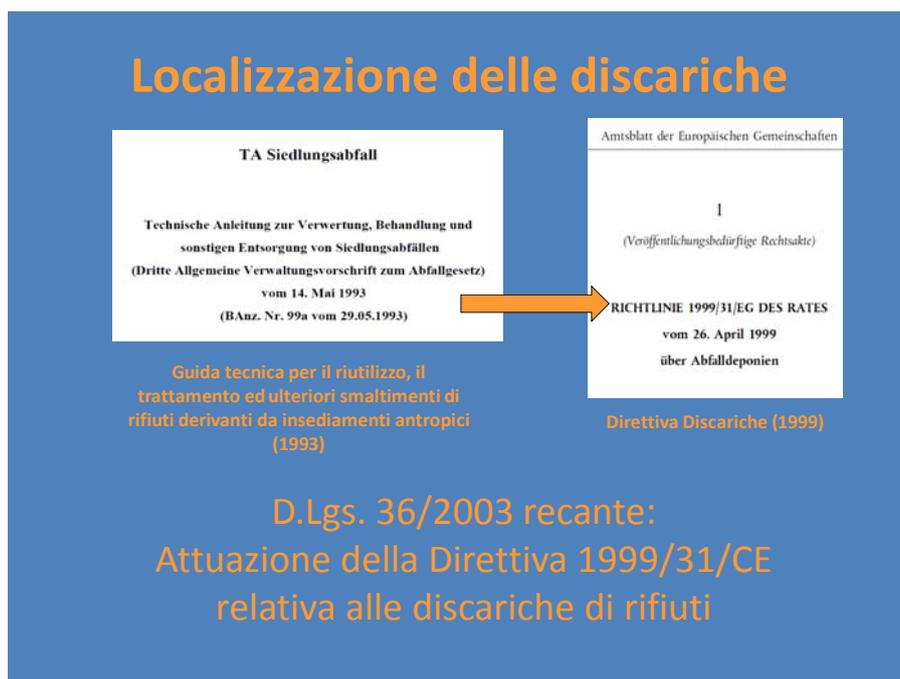 Localizzazione delle discariche
TA Siedlungsabfall
Technische Anleitung zur Verwertung, Behandlung und
sonstigen Entsorgung von Siedlungsabfällen
(Dritte Allgemeine Verwaltungsvorschrift zum Abfallgesetz)
vom 14. Mai 1993
(BAnz. Nr. 99a vom 29.05.1993)
Guida tecnica per il riutilizzo, il
trattamento ed ulteriori smaltimenti di
rifiuti derivanti da insediamenti antropici
(1993)
Amtsblatt der Europäischen Gemeinschaften
I
(Veröffentlichungsbedürftige Rechtsakte)
RICHTLINIE 1999/31/EG DES RATES
vom 26. April 1999
über Abfalldeponien
Direttiva Discariche (1999)
D.Lgs. 36/2003 recante:
Attuazione della Direttiva 1999/31/CE
relativa alle discariche di rifiuti